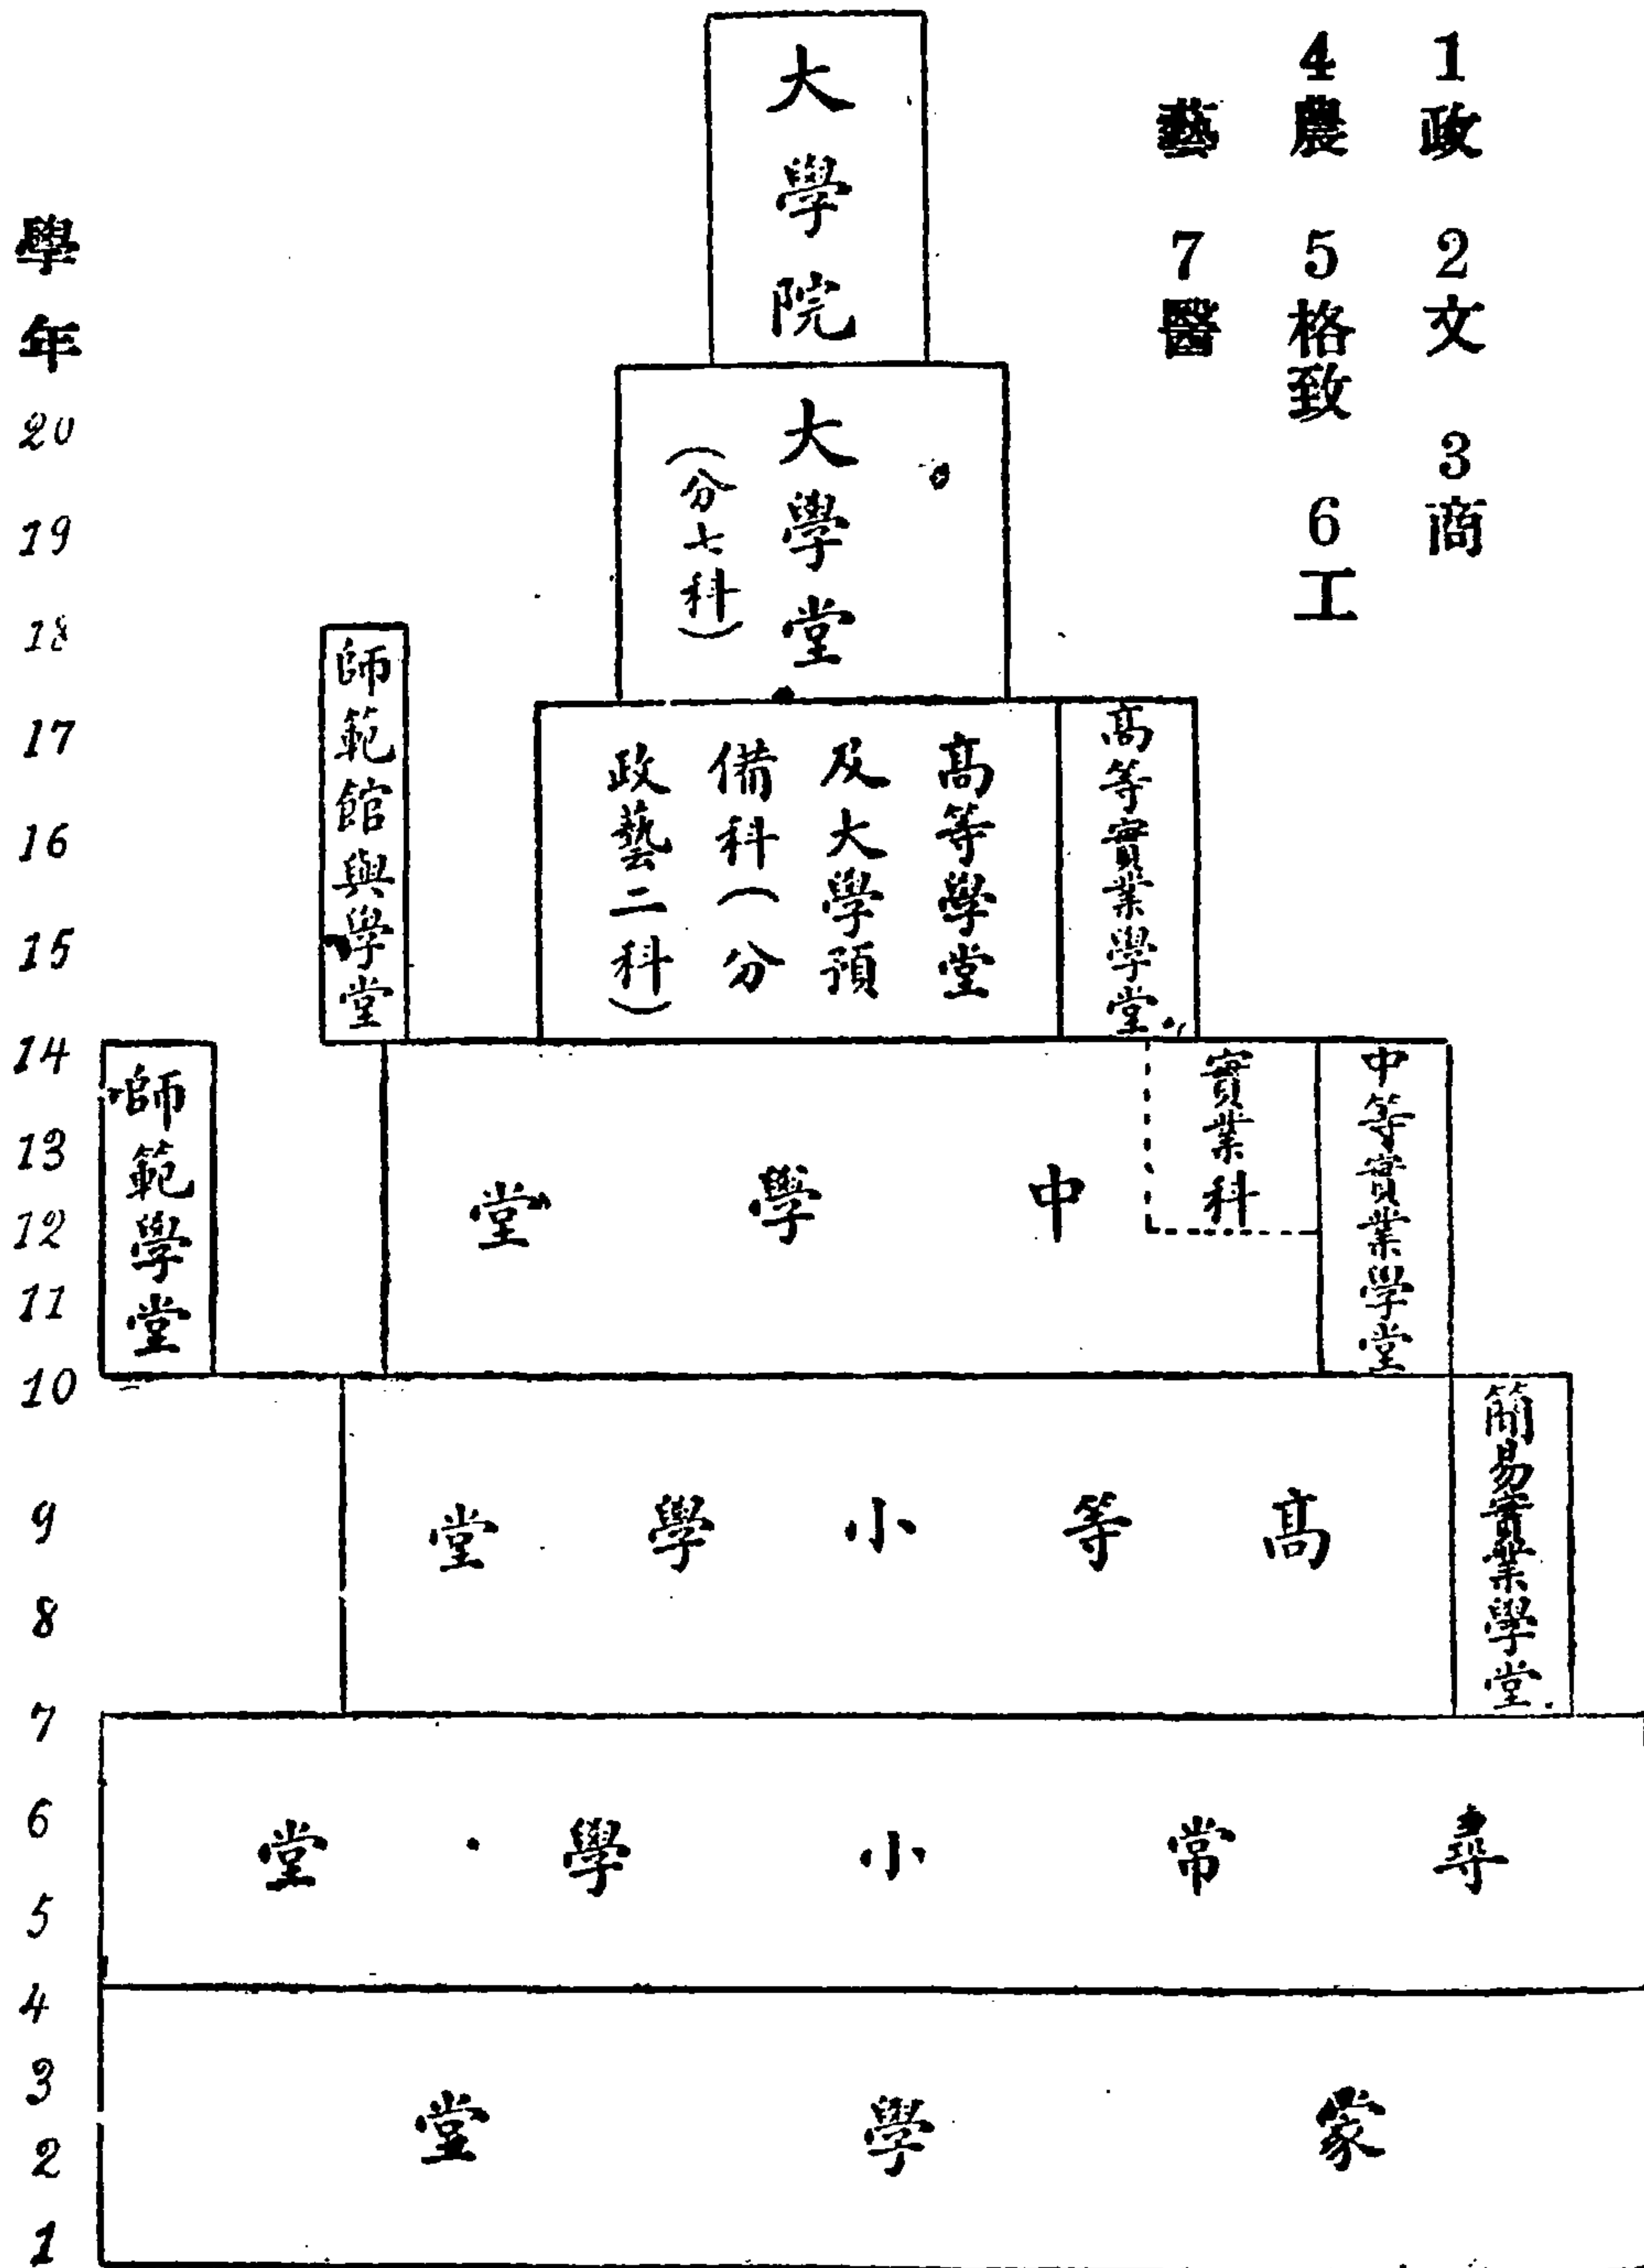 1政 2文 3商
4農 5格致 6工
藝 7醫
學年
20
19
18
17
16
15
14
13
12
11
10
9
8
7
6
5
4
3
2
1
大學院
大學堂
(分七科)
師範館與學堂
高等學堂
及大學預
備科(分
政藝二科)
高等實業學堂
師範學堂
中學堂
實業科
中等實業學堂
高等小學堂
簡易實業學堂
尋常小學堂
蒙學堂